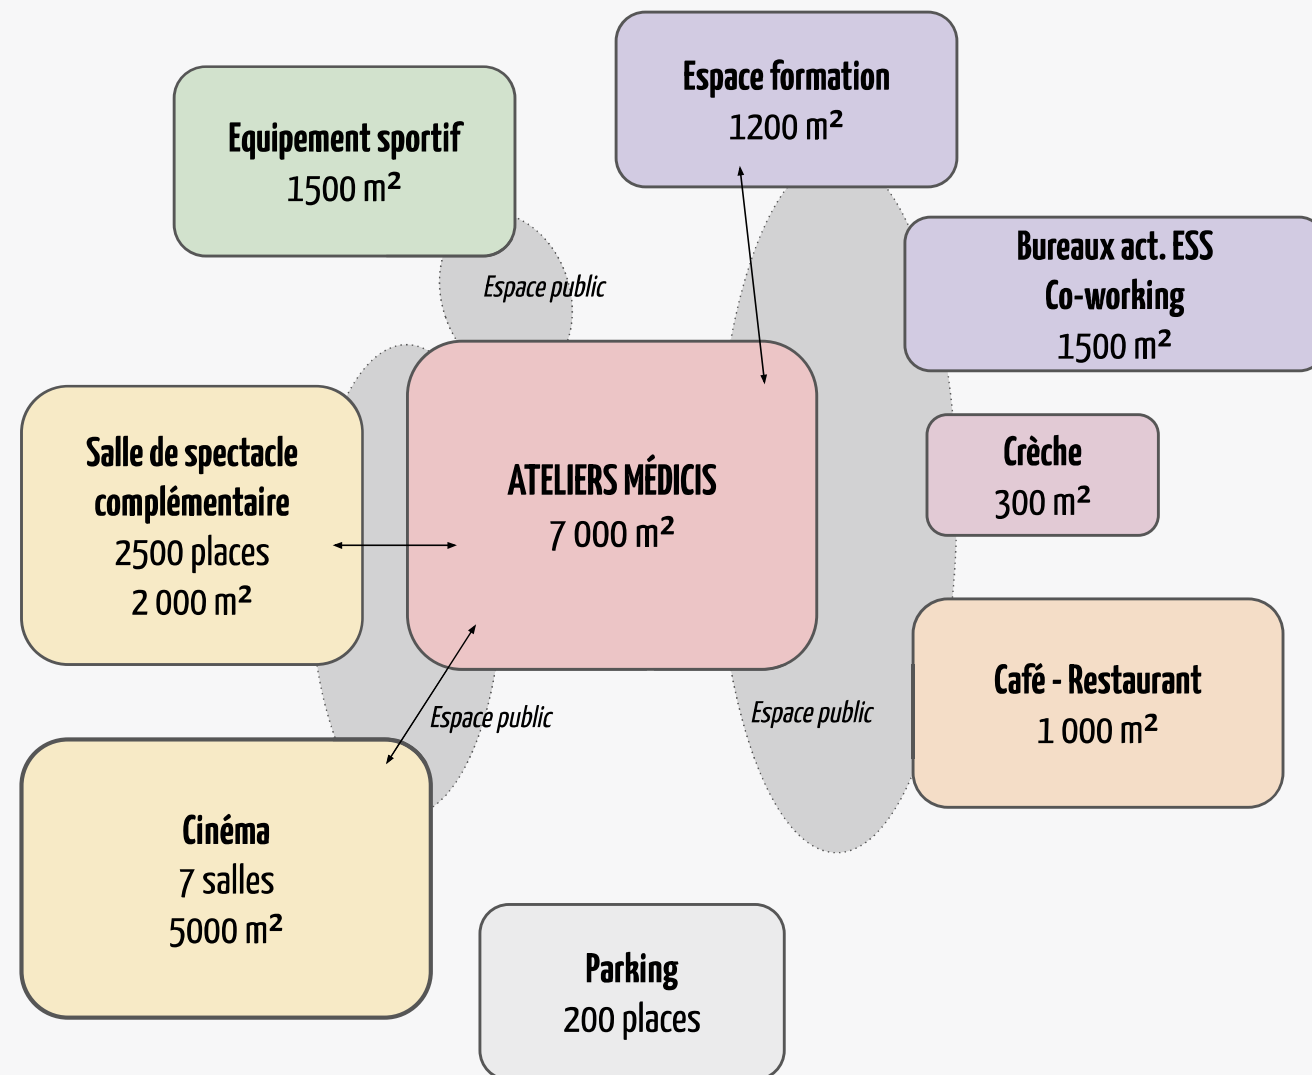 Espace formation
1200 m²
Equipement sportif
1500 m²
Bureaux act. ESS
Co-working
1500 m²
Espace public
Salle de spectacle
complémentaire
2500 places
2 000 m²
ATELIERS MÉDICIS
7 000 m²
Crèche
300 m²
Café - Restaurant
1 000 m²
Espace public
Espace public
Cinéma
7 salles
5000 m²
Parking
200 places